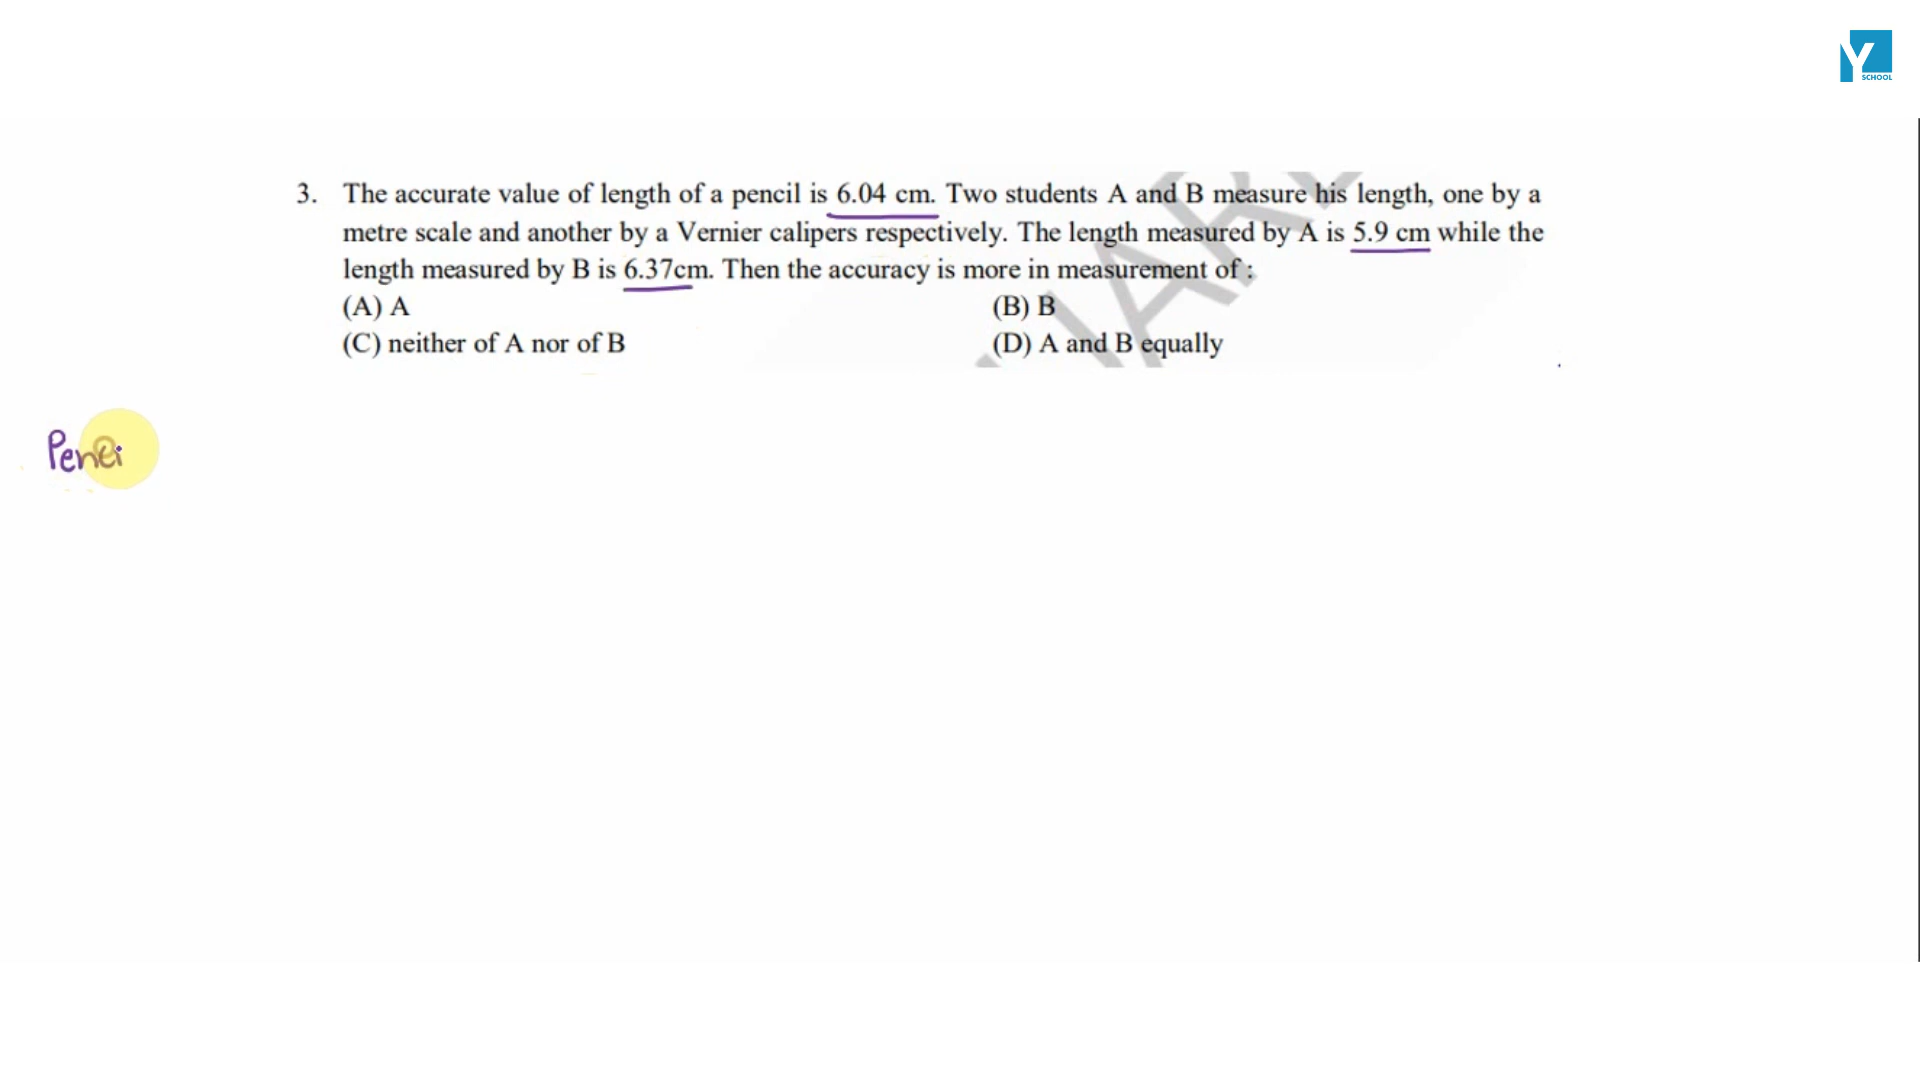 Y
SCHOOL
3. The accurate value of length of a pencil is 6.04 cm. Two students A and B measure his length, one by a
metre scale and another by a Vernier calipers respectively. The length measured by A is 5.9 cm while the
length measured by B is 6.37cm. Then the accuracy is more in measurement of :
(A) A (B) B
(C) neither of A nor of B (D) A and B equally
Penci